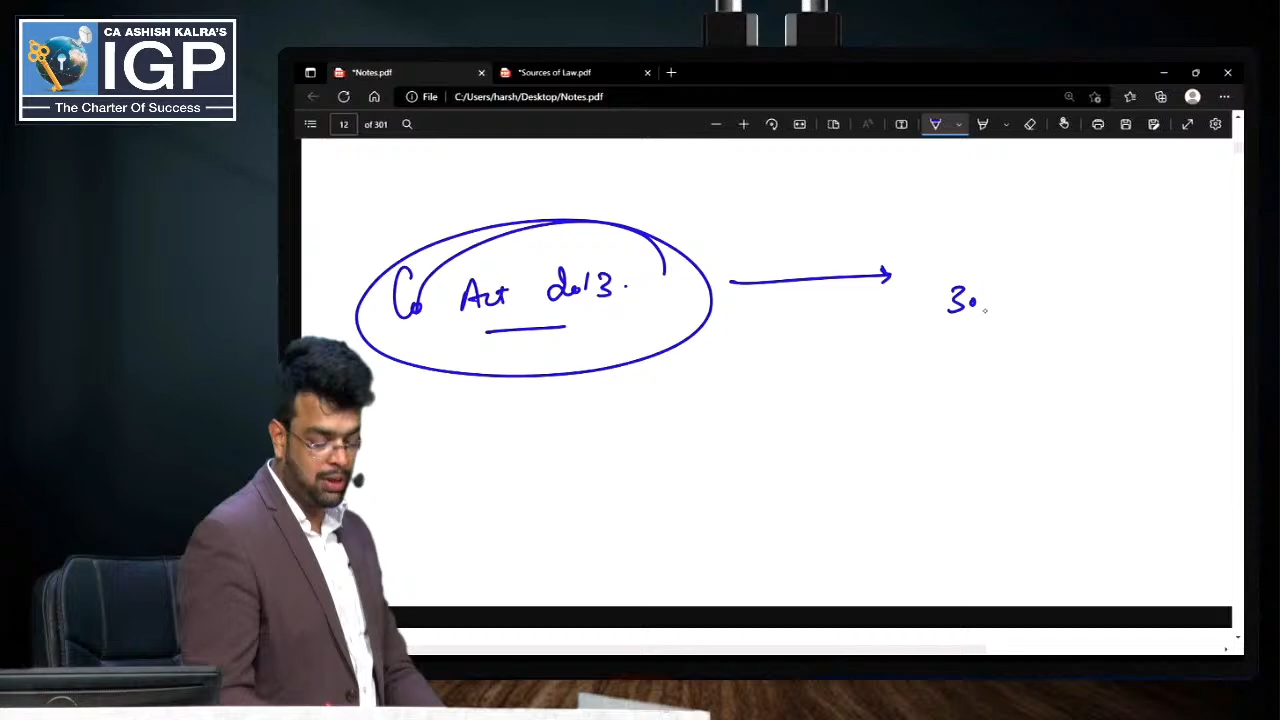 CA ASHISH KALRA'S
IGP
The Charter Of Success
*Notes.pdf
*Sources of Law.pdf
File C:/Users/harsh/Desktop/Notes.pdf
12 of 301
Co Act 2013. 30